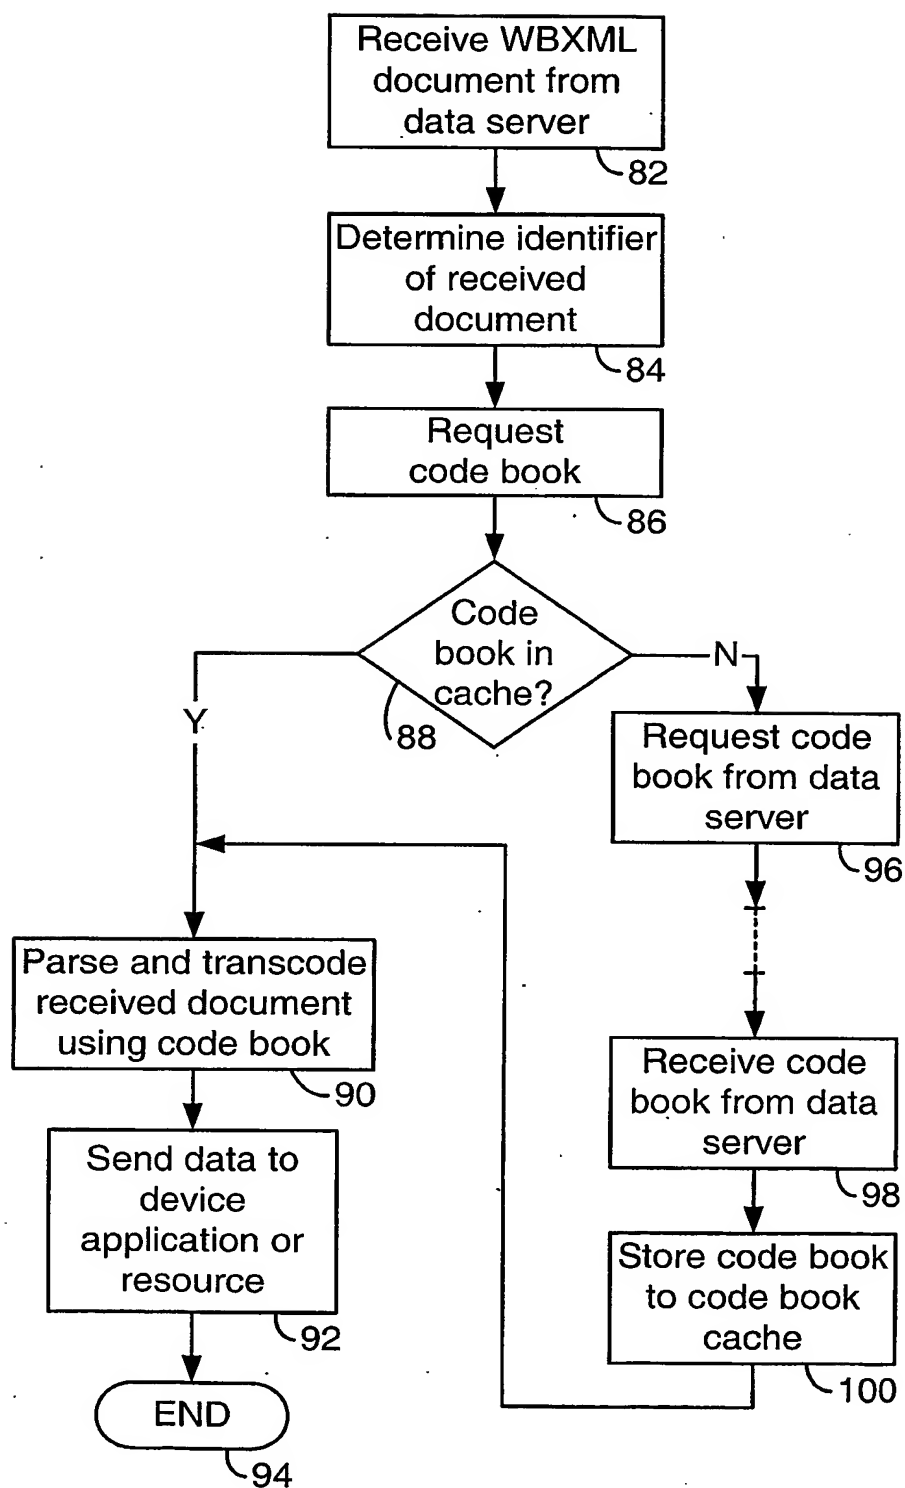 Receive WBXML
document from
data server
82
Determine identifier
of received
document
84
Request
code book
86
Code
book in
cache?
88
Y
N
Request code
book from data
server
96
Parse and transcode
received document
using code book
90
Receive code
book from data
server
98
Send data to
device
application or
resource
92
Store code book
to code book
cache
100
END
94